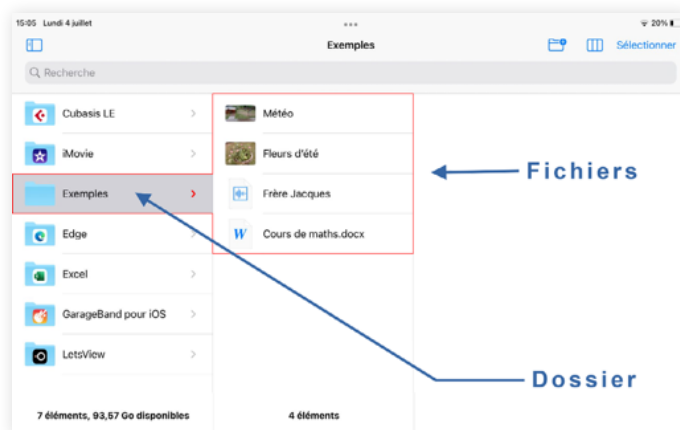 15:05 Lundi 4 juillet
20%
Exemples
Sélectionner
Recherche
Cubasis LE
iMovie
Exemples
Edge
Excel
GarageBand pour iOS
LetsView
7 éléments, 93,57 Go disponibles
Météo
Fleurs d'été
Frère Jacques
W Cours de maths.docx
4 éléments
Fichiers
Dossier